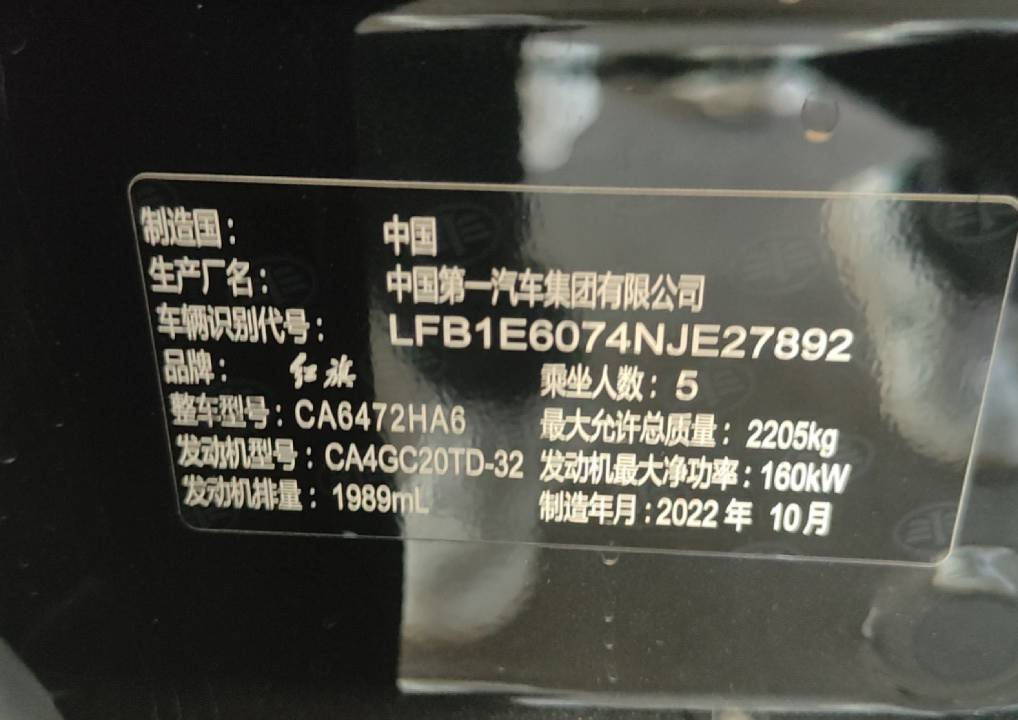 制造国： 中国
生产厂名： 中国第一汽车集团有限公司
车辆识别代号： LFB1E6074NJE27892
品牌： 红旗 乘坐人数： 5
整车型号： CA6472HA6 最大允许总质量： 2205kg
发动机型号： CA4GC20TD-32 发动机最大净功率： 160kW
发动机排量： 1989mL 制造年月： 2022 年 10月